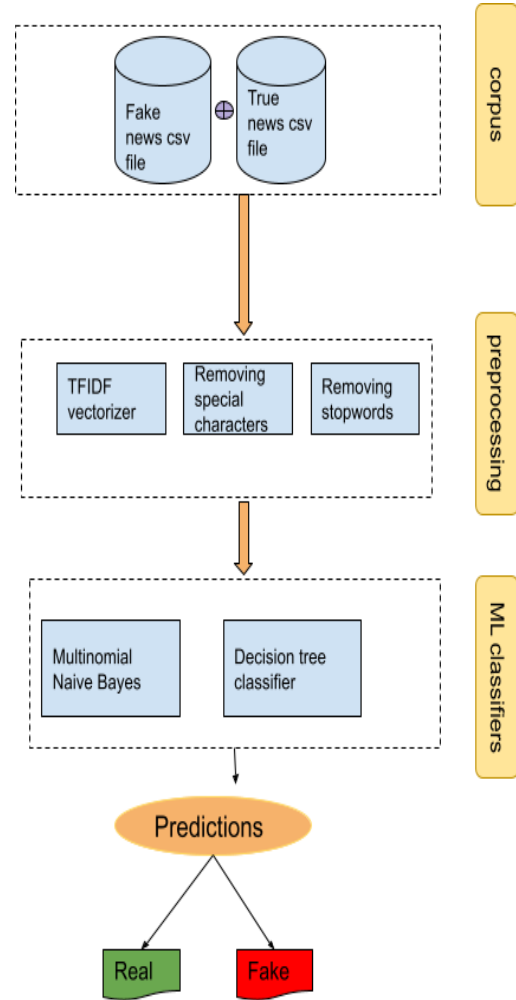 Fake
news csv
file
True
news csv
file
corpus
TFIDF
vectorizer
Removing
special
characters
Removing
stopwords
preprocessing
Multinomial
Naive Bayes
Decision tree
classifier
ML classifiers
Predictions
Real
Fake